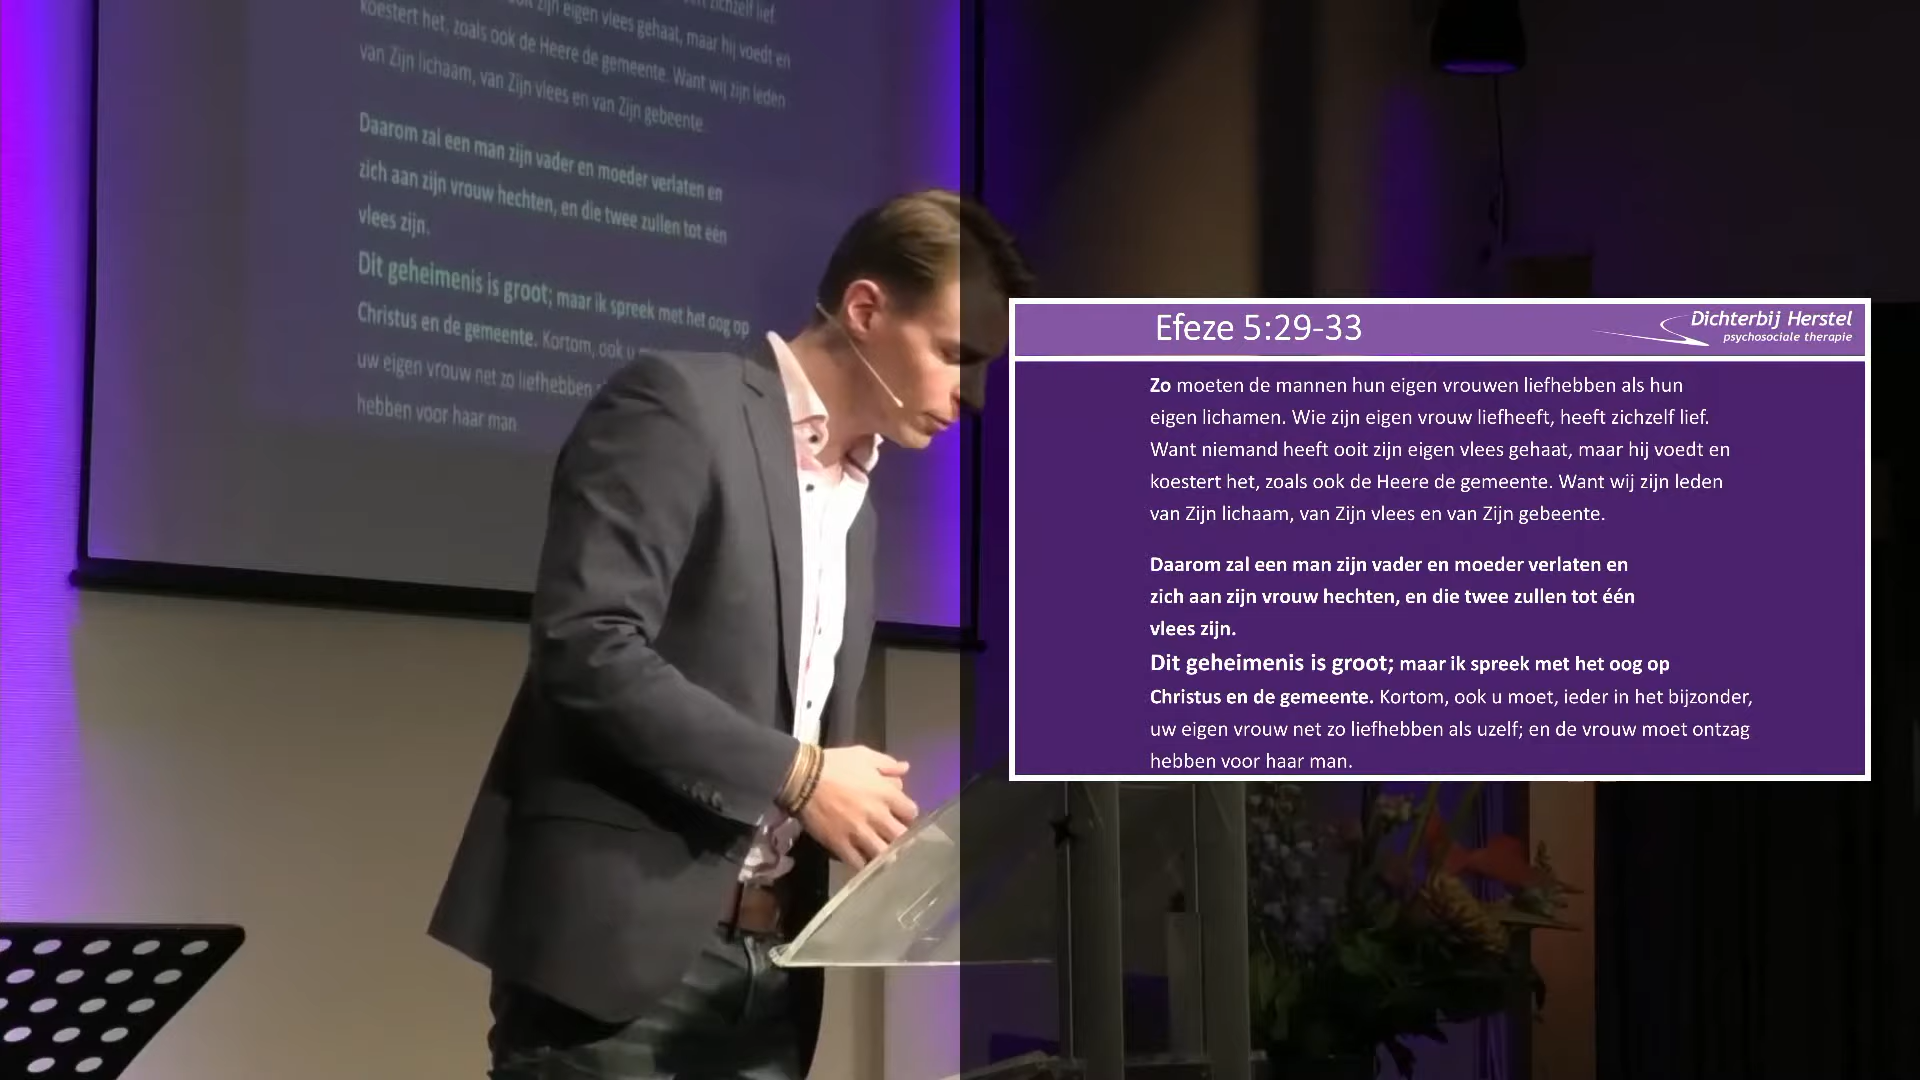 zijn eigen vlees gehaat, maar hij voedt en
koestert het, zoals ook de Heere de gemeente. Want wij zijn leden
van Zijn lichaam, van Zijn vlees en van Zijn gebeente.
Daarom zal een man zijn vader en moeder verlaten en
zich aan zijn vrouw hechten, en die twee zullen tot één
vlees zijn.
Dit geheimenis is groot; maar ik spreek met het oog op
Christus en de gemeente. Kortom, ook u
uw eigen vrouw net zo liefhebben
hebben voor haar man
Efeze 5:29-33
Dichterbij Herstel
psychosociale therapie
Zo moeten de mannen hun eigen vrouwen liefhebben als hun
eigen lichamen. Wie zijn eigen vrouw liefheeft, heeft zichzelf lief.
Want niemand heeft ooit zijn eigen vlees gehaat, maar hij voedt en
koestert het, zoals ook de Heere de gemeente. Want wij zijn leden
van Zijn lichaam, van Zijn vlees en van Zijn gebeente.
Daarom zal een man zijn vader en moeder verlaten en
zich aan zijn vrouw hechten, en die twee zullen tot één
vlees zijn.
Dit geheimenis is groot; maar ik spreek met het oog op
Christus en de gemeente. Kortom, ook u moet, ieder in het bijzonder,
uw eigen vrouw net zo liefhebben als uzelf; en de vrouw moet ontzag
hebben voor haar man.